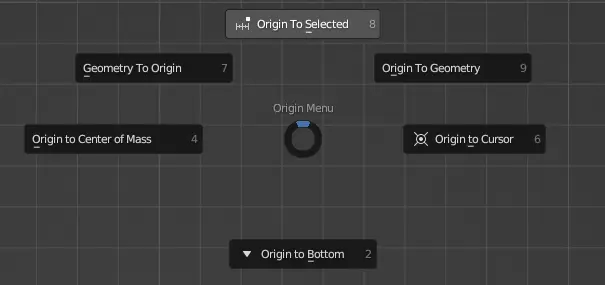 Origin To Selected 8
Geometry To Origin 7
Origin To Geometry 9
Origin Menu
Origin to Center of Mass 4
Origin to Cursor 6
Origin to Bottom 2